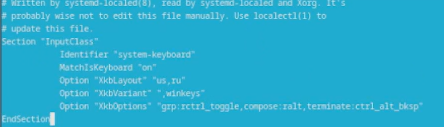 # Written by systemd-localed(8), read by systemd-localed and Xorg. It's
# probably wise not to edit this file manually. Use localectl(1) to
# update this file.
Section "InputClass"
Identifier "system-keyboard"
MatchIsKeyboard "on"
Option "XkbLayout" "us,ru"
Option "XkbVariant" ",winkeys"
Option "XkbOptions" "grp:rctrl_toggle,compose:ralt,terminate:ctrl_alt_bksp"
EndSection